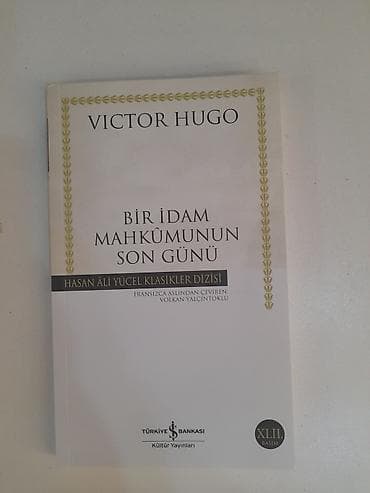 VICTOR HUGO
BİR İDAM
MAHKÛMUNUN
SON GÜNÜ
HASAN ÂLİ YÜCEL KLASİKLER DİZİSİ
FRANSIZCA ASLINDAN ÇEVİREN:
VOLKAN YALÇINTOKLU
TÜRKİYE İŞ BANKASI
Kültür Yayınları
XLII.
BASIM